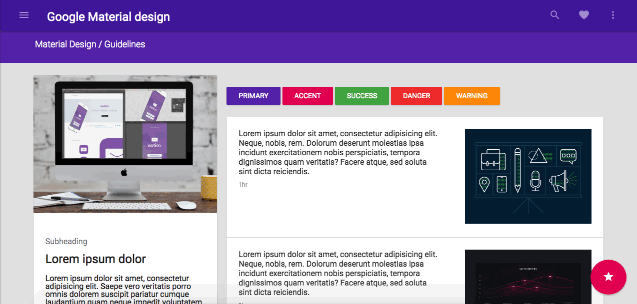 Google Material design
Material Design / Guidelines
PRIMARY
ACCENT
SUCCESS
DANGER
WARNING
Lorem ipsum dolor sit amet, consectetur adipisicing elit.
Neque, nobis, rem. Dolorum deserunt molestias ipsa
incidunt exercitationem nobis perspiciatis, tempora
dignissimos quam veritatis? Facere atque, sed soluta
sint dicta reiciendis.
1hr
Subheading
Lorem ipsum dolor
Lorem ipsum dolor sit amet, consectetur
adipisicing elit. Saepe vero veritatis porro
omnis dolorem suscipit pariatur cumque
laudantium quam neque impedit voluptatem
Lorem ipsum dolor sit amet, consectetur adipisicing elit.
Neque, nobis, rem. Dolorum deserunt molestias ipsa
incidunt exercitationem nobis perspiciatis, tempora
dignissimos quam veritatis? Facere atque, sed soluta
sint dicta reiciendis.